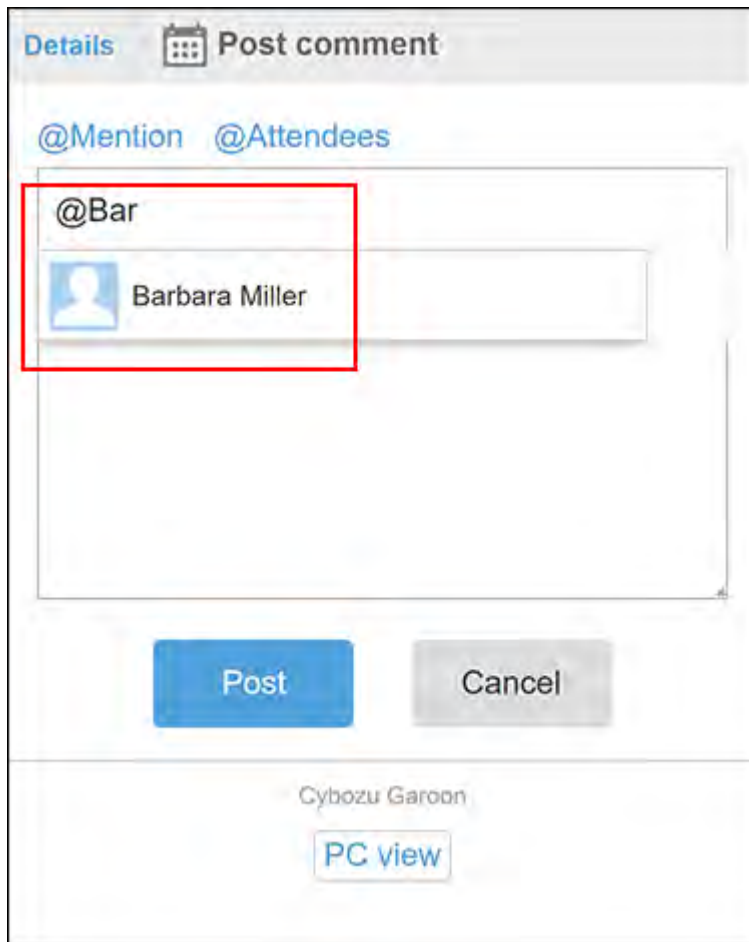 Details Post comment
@Mention @Attendees
@Bar
Barbara Miller
Post Cancel
Cybozu Garoon
PC view